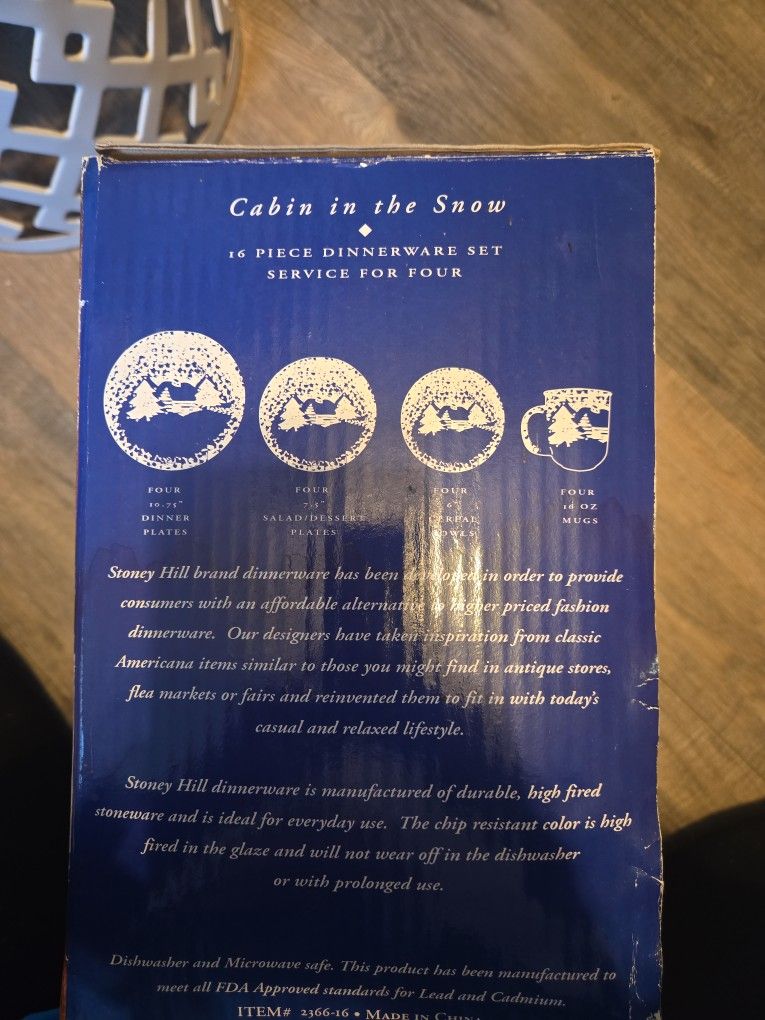 Cabin in the Snow
16 PIECE DINNERWARE SET
SERVICE FOR FOUR
FOUR
10.75"
DINNER
PLATES
FOUR
7.5"
SALAD/DESSERT
PLATES
FOUR
6"
CEREAL
BOWLS
FOUR
MUGS
Stoney Hill brand dinnerware has been developed in order to provide
consumers with an affordable alternative to higher priced fashion
dinnerware. Our designers have taken inspiration from classic
Americana items similar to those you might find in antique stores,
flea markets or fairs and reinvented them to fit in with today's
casual and relaxed lifestyle.
Stoney Hill dinnerware is manufactured of durable, high fired
stoneware and is ideal for everyday use. The chip resistant color is high
fired in the glaze and will not wear off in the dishwasher
or with prolonged use.
Dishwasher and Microwave safe. This product has been manufactured to
meet all FDA Approved standards for Lead and Cadmium.
ITEM# 2366-16 • MADE IN CHINA